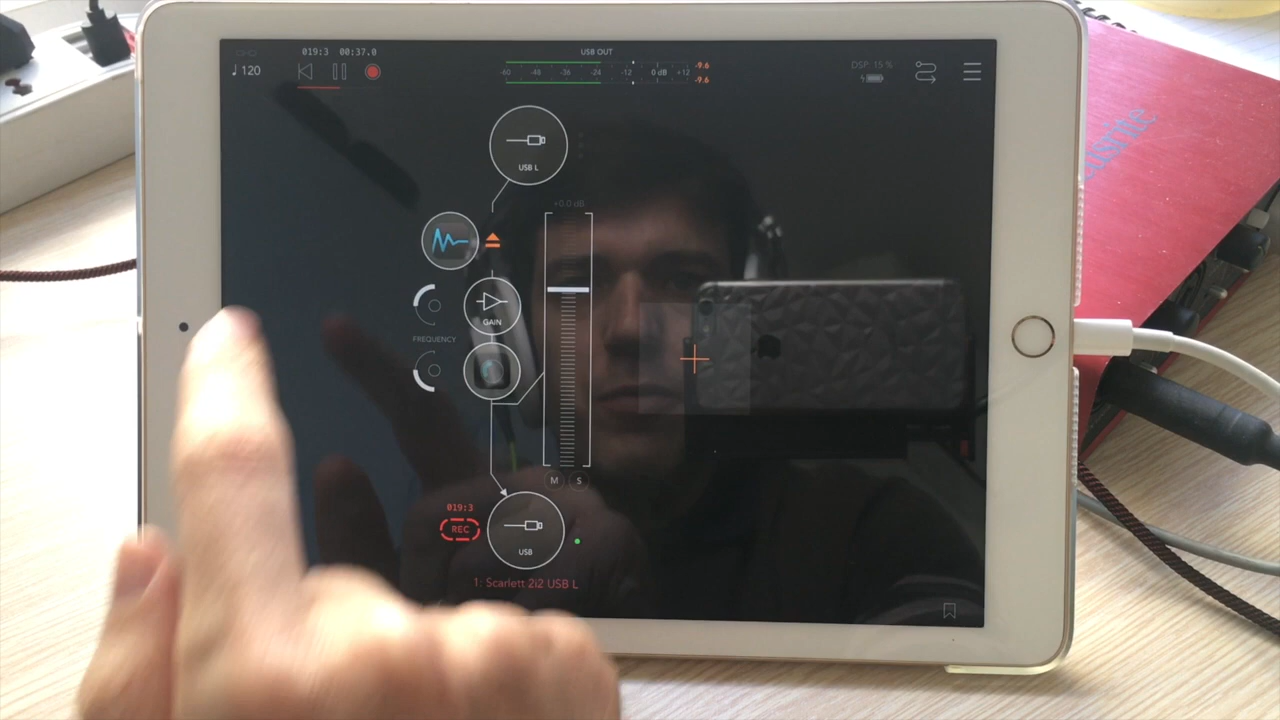 019:3 00:37.0
♩120
USB OUT
-60 -48 -36 -24 -12 0 dB +12
-9.6
-9.6
DSP: 15 %
USB L
+0.0 dB
GAIN
FREQUENCY
M S
019:3
REC
USB
1: Scarlett 2i2 USB L
usrite